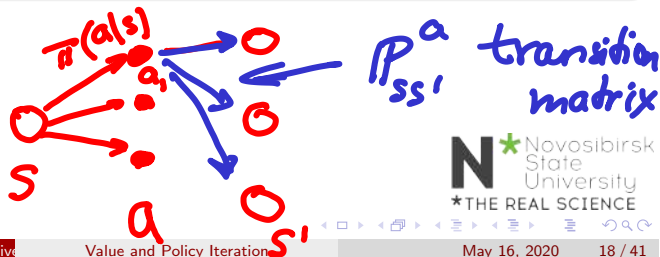 π(a|s)
a₁
P^a_ss' transition
matrix
s
a
s'
N*Novosibirsk
State
University
*THE REAL SCIENCE
ive Value and Policy Iteration May 16, 2020 18 / 41